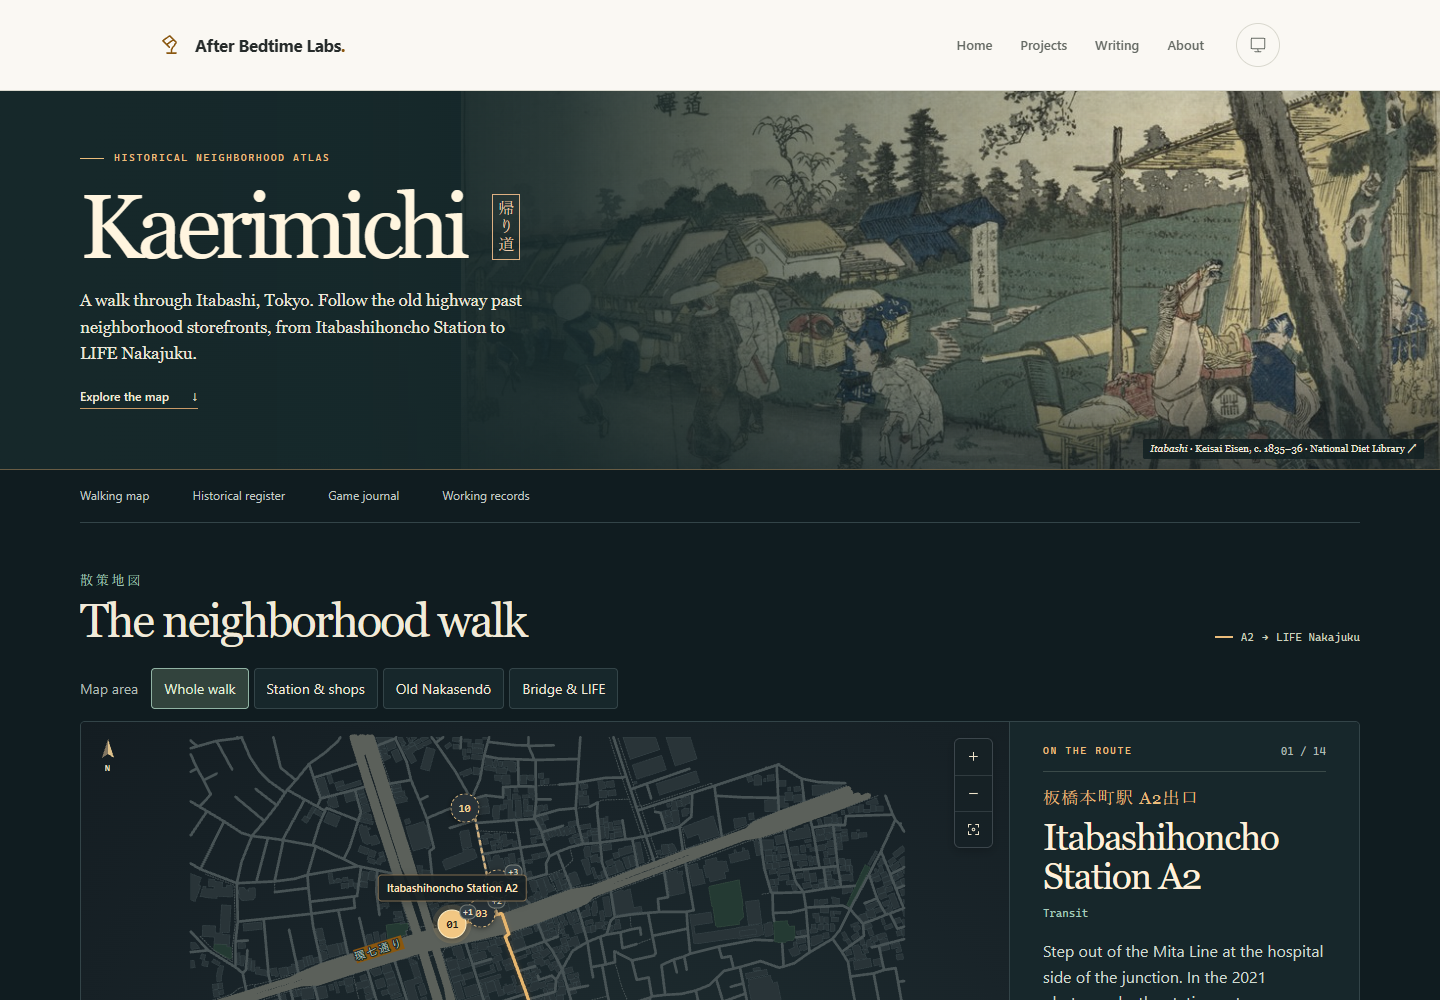 After Bedtime Labs.
Home
Projects
Writing
About
HISTORICAL NEIGHBORHOOD ATLAS
Kaerimichi
帰り道
A walk through Itabashi, Tokyo. Follow the old highway past
neighborhood storefronts, from Itabashihoncho Station to
LIFE Nakajuku.
Explore the map ↓
Itabashi · Keisai Eisen, c. 1835–36 · National Diet Library
Walking map
Historical register
Game journal
Working records
散策地図
The neighborhood walk
A2 → LIFE Nakajuku
Map area
Whole walk
Station & shops
Old Nakasendō
Bridge & LIFE
N
10
+3
Itabashihoncho Station A2
+2
01
+1
03
環七通り
+
−
ON THE ROUTE
01 / 14
板橋本町駅 A2出口
Itabashihoncho
Station A2
Transit
Step out of the Mita Line at the hospital
side of the junction. In the 2021